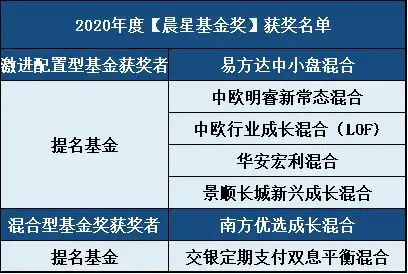 2020年度【晨星基金奖】获奖名单
激进配置型基金获奖者 易方达中小盘混合
提名基金
中欧明睿新常态混合
中欧行业成长混合（LOF）
华安宏利混合
景顺长城新兴成长混合
混合型基金奖获奖者 南方优选成长混合
提名基金 交银定期支付双息平衡混合